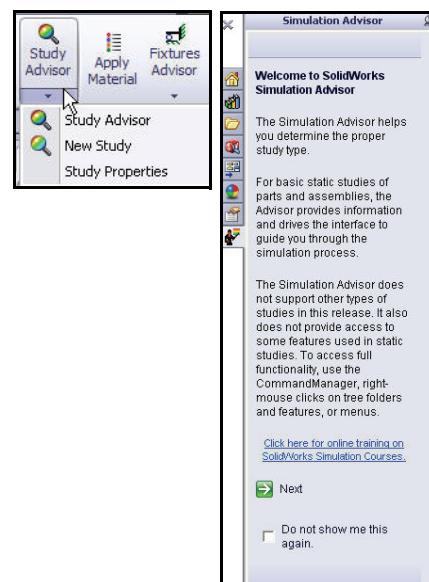 Study
Advisor
Apply
Material
Fixtures
Advisor
Study Advisor
New Study
Study Properties
Simulation Advisor
Welcome to SolidWorks
Simulation Advisor
The Simulation Advisor helps
you determine the proper
study type.
For basic static studies of
parts and assemblies, the
Advisor provides information
and drives the interface to
guide you through the
simulation process.
The Simulation Advisor does
not support other types of
studies in this release. It also
does not provide access to
some features used in static
studies. To access full
functionality, use the
CommandManager, right-
mouse clicks on tree folders
and features, or menus.
Click here for online training on
SolidWorks Simulation Courses.
Next
Do not show me this
again.